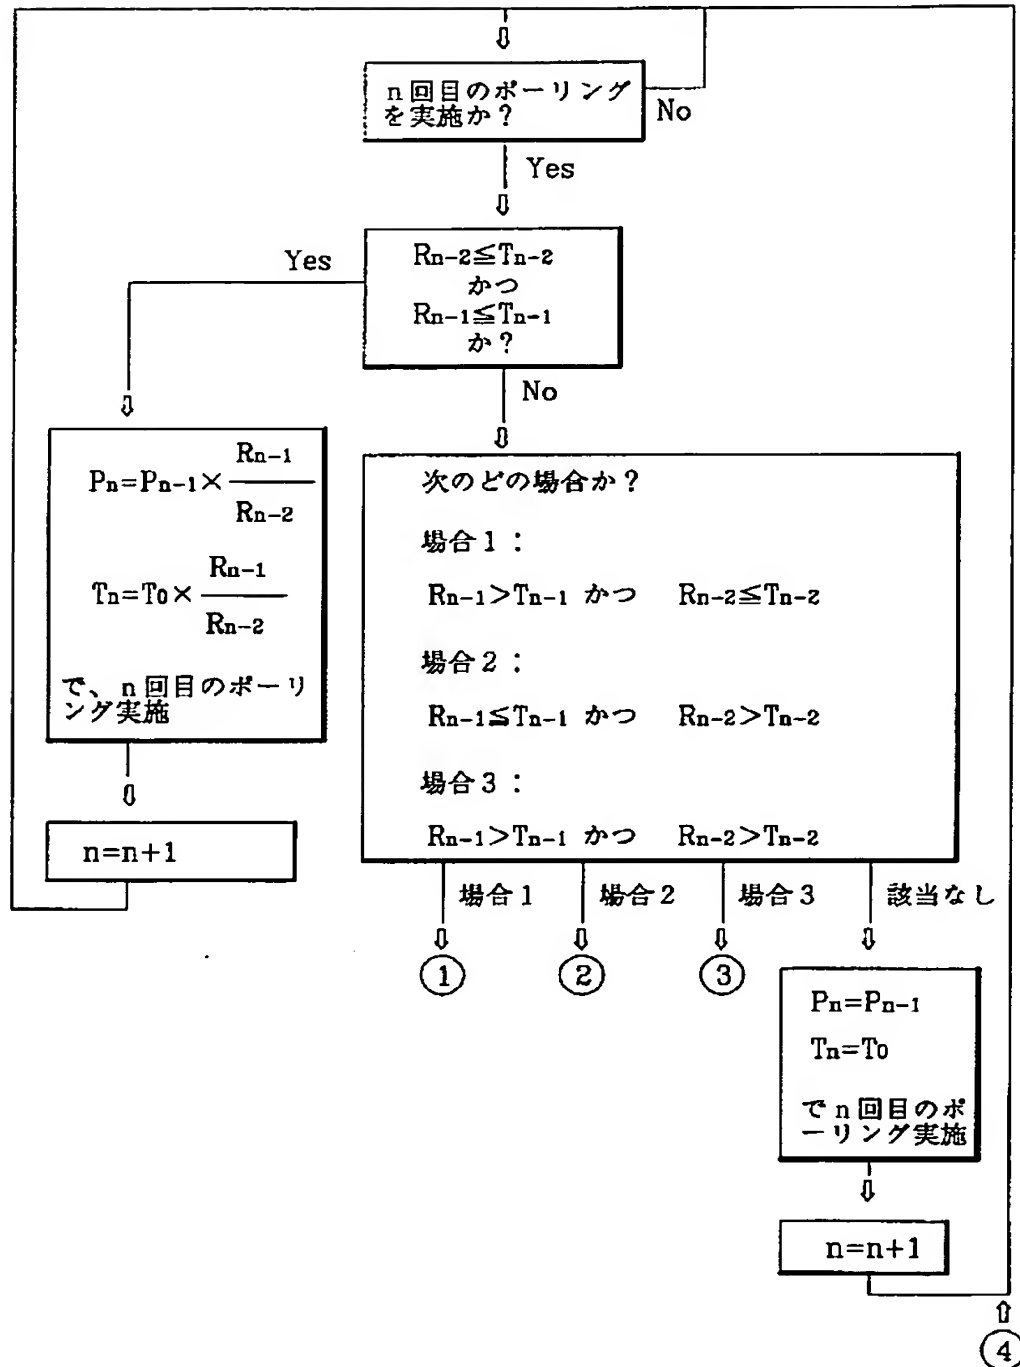 n回目のポーリング
を実施か？
No
Yes
Rn-2≦Tn-2
かつ
Rn-1≦Tn-1
か？
Yes
No
Pn=Pn-1×Rn-1/Rn-2
Tn=T0×Rn-1/Rn-2
で、n回目のポーリ
ング実施
n=n+1
次のどの場合か？
場合1：
Rn-1>Tn-1 かつ Rn-2≦Tn-2
場合2：
Rn-1≦Tn-1 かつ Rn-2>Tn-2
場合3：
Rn-1>Tn-1 かつ Rn-2>Tn-2
場合1
場合2
場合3
該当なし
①
②
③
Pn=Pn-1
Tn=T0
でn回目のポ
ーリング実施
n=n+1
④